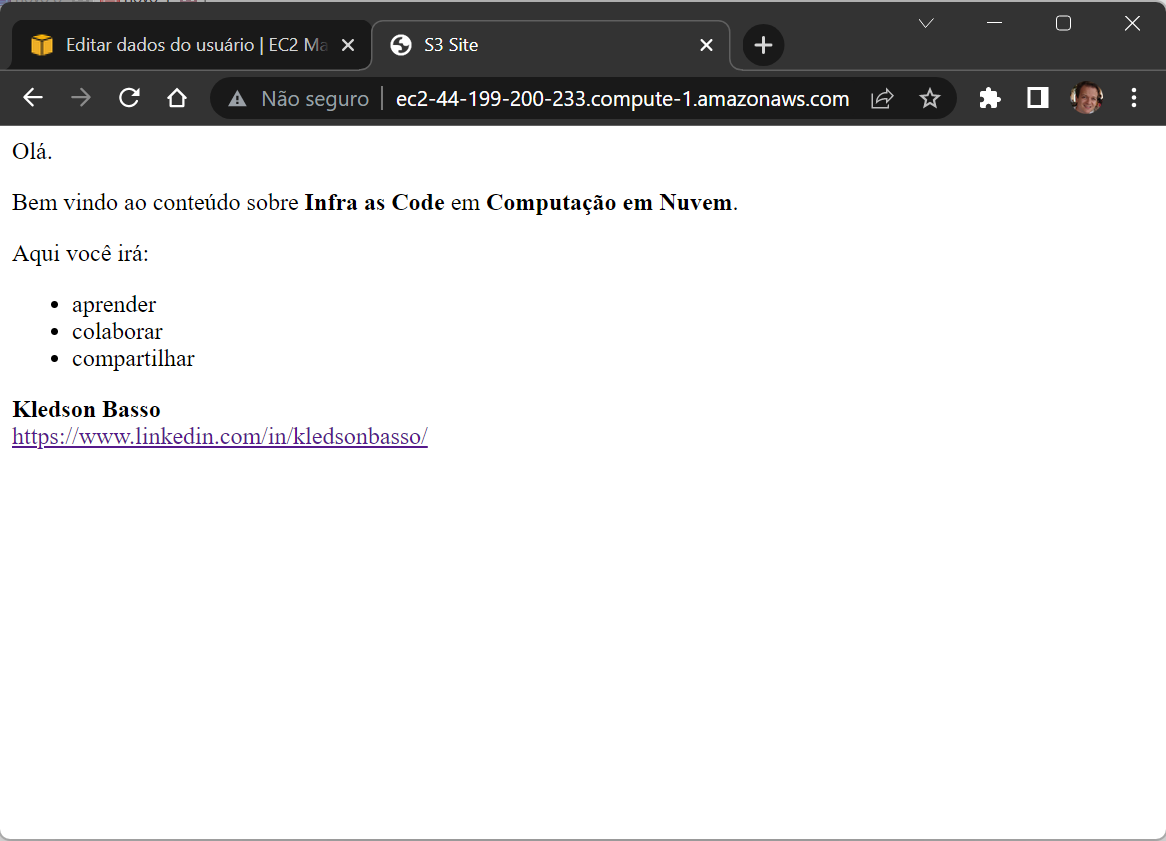 Editar dados do usuário | EC2 Ma
S3 Site
Não seguro
ec2-44-199-200-233.compute-1.amazonaws.com
Olá.
Bem vindo ao conteúdo sobre Infra as Code em Computação em Nuvem.
Aqui você irá:
aprender
colaborar
compartilhar
Kledson Basso
https://www.linkedin.com/in/kledsonbasso/